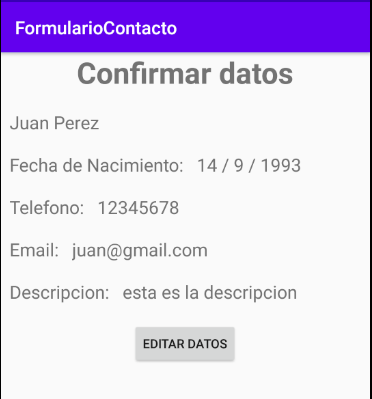 FormularioContacto
Confirmar datos
Juan Perez
Fecha de Nacimiento: 14 / 9 / 1993
Telefono: 12345678
Email: juan@gmail.com
Descripcion: esta es la descripcion
EDITAR DATOS